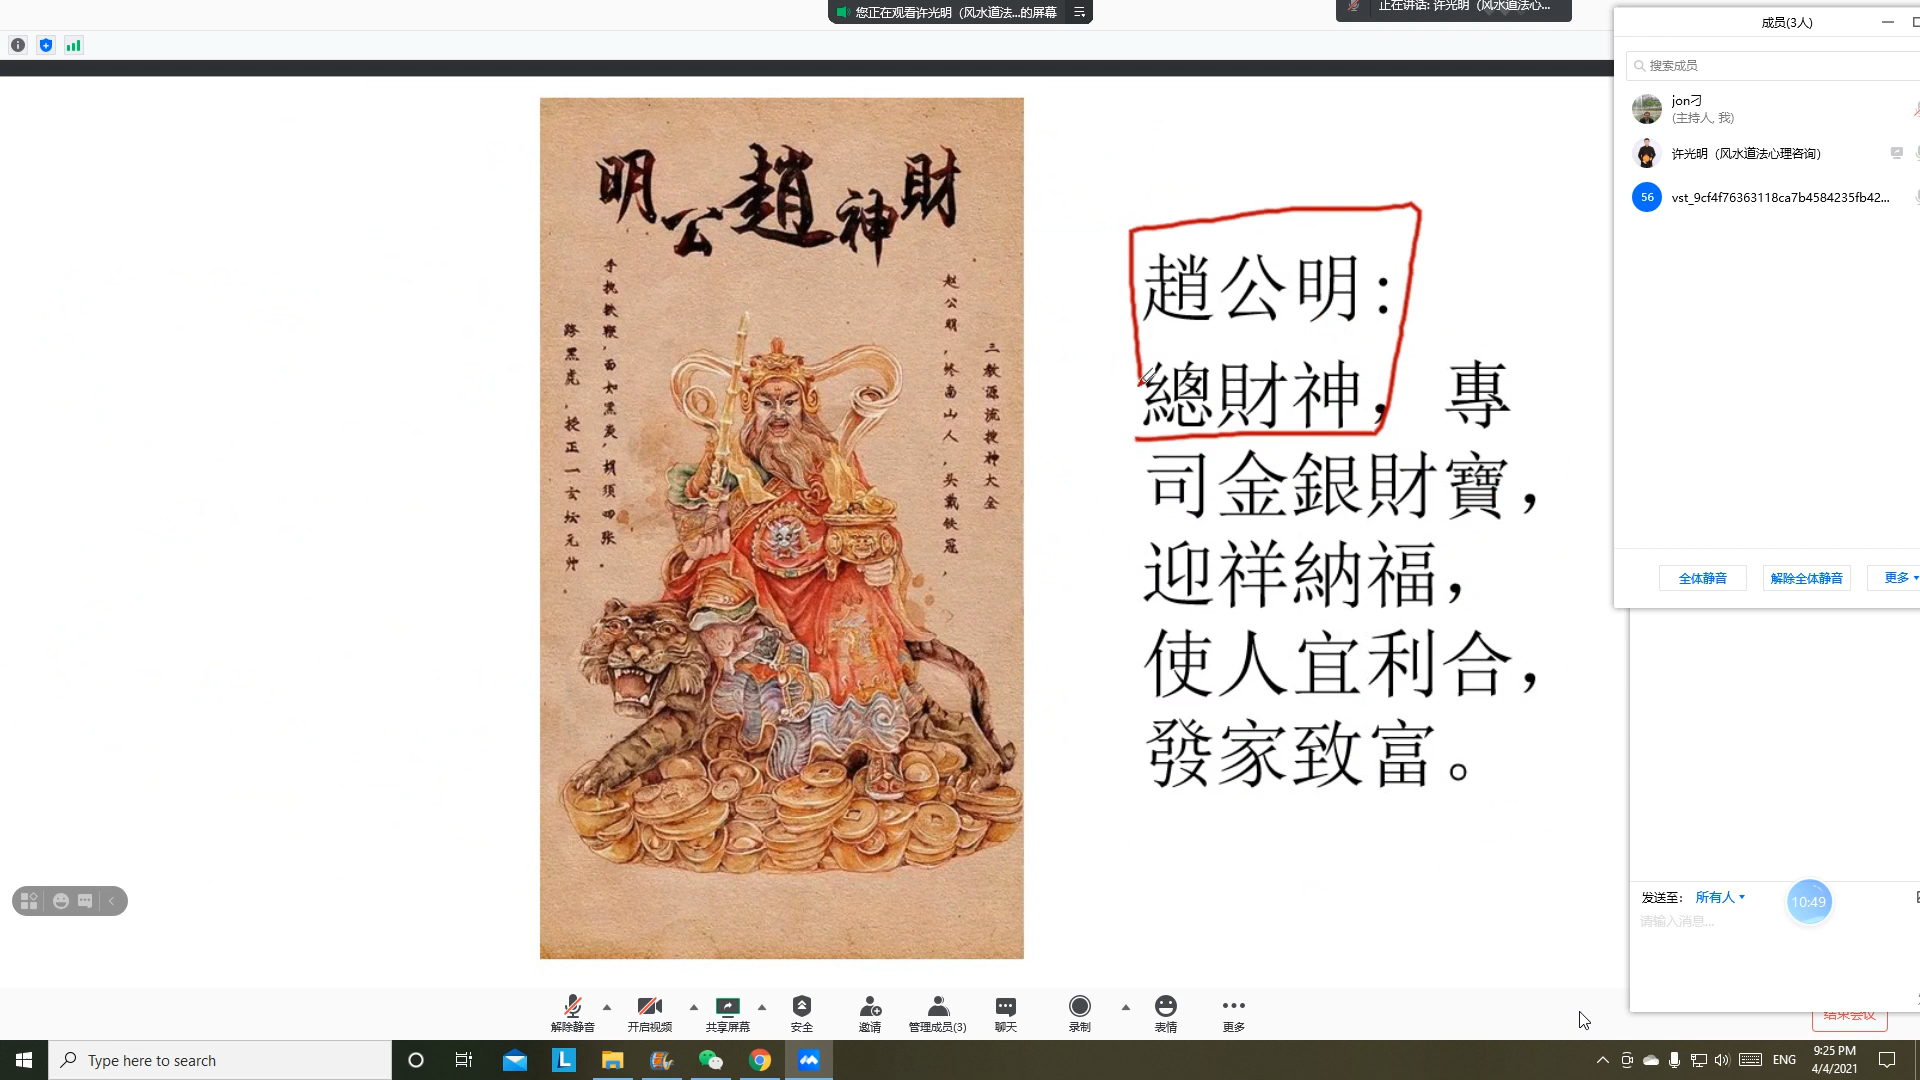 您正在观看许光明（风水道法...的屏幕
正在讲话: 许光明（风水道法心...
成员(3人)
搜索成员
jon刁
(主持人, 我)
许光明（风水道法心理咨询）
56
vst_9cf4f76363118ca7b4584235fb42...
全体静音
解除全体静音
更多
財神趙公明
三教源流搜神大全
赵公明，终南山人，头戴铁冠，
手执铁鞭，面如黑炭，胡须四张。
跨黑虎，授正一玄坛元帅
趙公明：
總財神， 專
司金銀財寶，
迎祥納福，
使人宜利合，
發家致富。
发送至：
所有人
10:49
请输入消息...
解除静音
开启视频
共享屏幕
安全
邀请
管理成员(3)
聊天
录制
表情
更多
结束会议
Type here to search
L
ENG
9:25 PM
4/4/2021